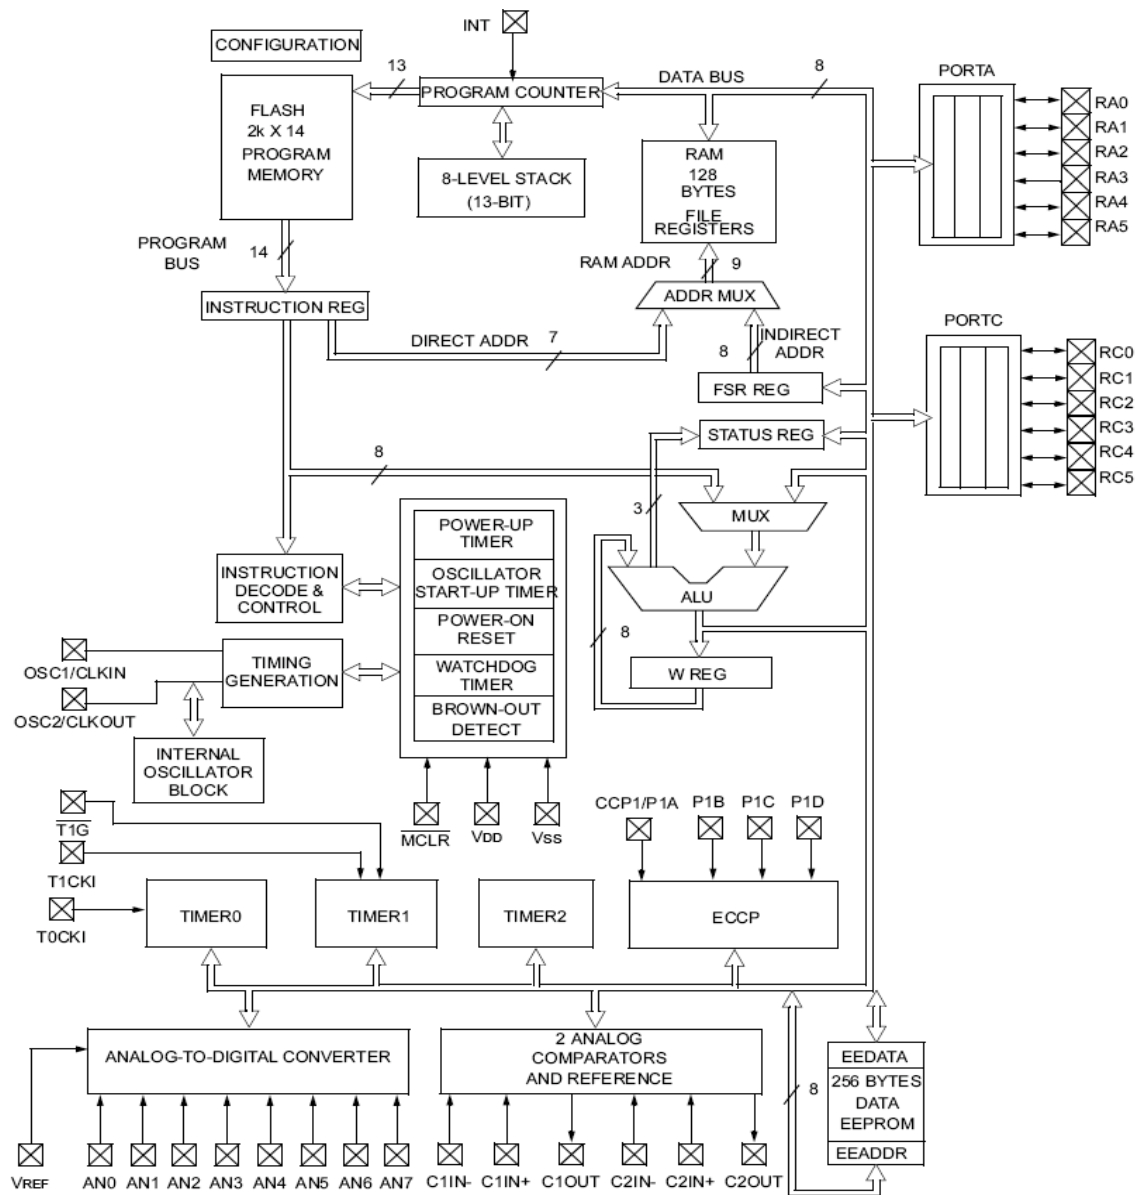 INT
CONFIGURATION
13
DATA BUS
8
PORTA
PROGRAM COUNTER
FLASH
2k X 14
PROGRAM
MEMORY
RA0
RA1
RA2
RA3
RA4
RA5
8-LEVEL STACK
(13-BIT)
RAM
128
BYTES
FILE
REGISTERS
PROGRAM
BUS
14
RAM ADDR
9
INSTRUCTION REG
ADDR MUX
DIRECT ADDR
7
8
INDIRECT
ADDR
PORTC
RC0
RC1
RC2
RC3
RC4
RC5
FSR REG
STATUS REG
8
3
MUX
POWER-UP
TIMER
INSTRUCTION
DECODE &
CONTROL
OSCILLATOR
START-UP TIMER
ALU
POWER-ON
RESET
8
OSC1/CLKIN
TIMING
GENERATION
WATCHDOG
TIMER
W REG
OSC2/CLKOUT
BROWN-OUT
DETECT
INTERNAL
OSCILLATOR
BLOCK
T1G
MCLR
VDD
VSS
CCP1/P1A
P1B
P1C
P1D
T1CKI
T0CKI
TIMER0
TIMER1
TIMER2
ECCP
ANALOG-TO-DIGITAL CONVERTER
2 ANALOG
COMPARATORS
AND REFERENCE
8
EEDATA
256 BYTES
DATA
EEPROM
EEADDR
VREF
AN0
AN1
AN2
AN3
AN4
AN5
AN6
AN7
C1IN-
C1IN+
C1OUT
C2IN-
C2IN+
C2OUT